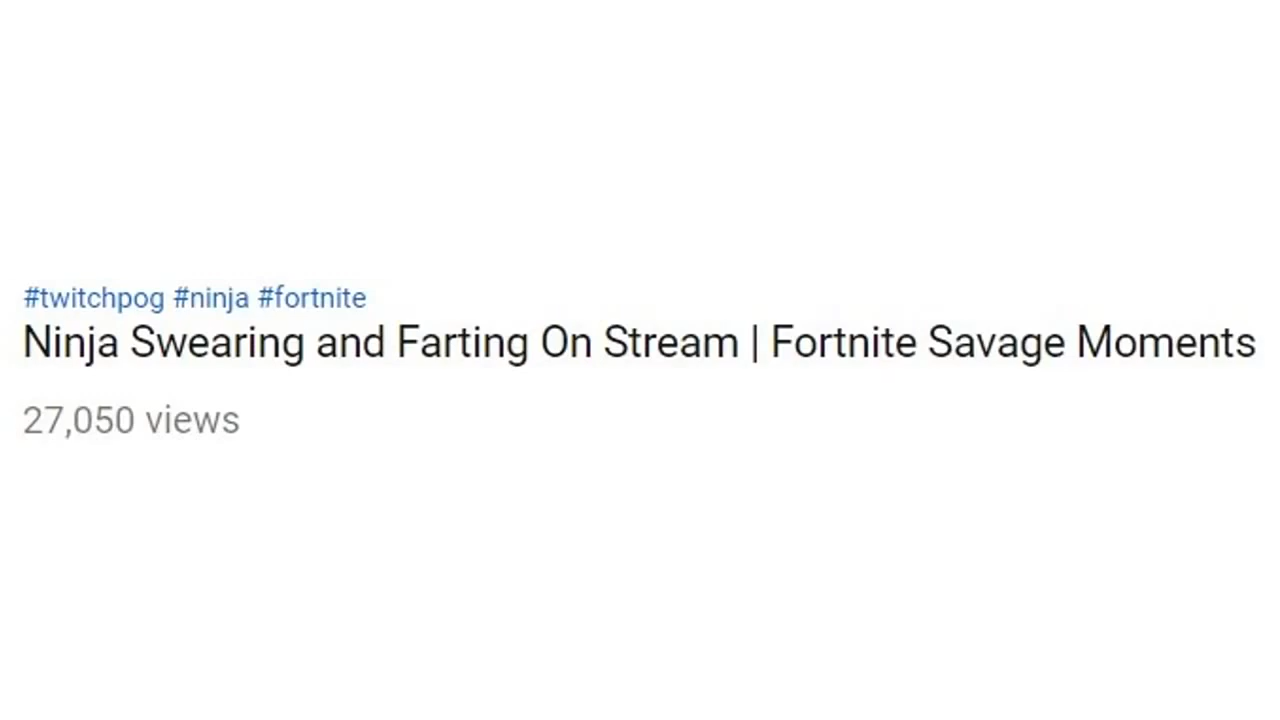 #twitchpog #ninja #fortnite
Ninja Swearing and Farting On Stream | Fortnite Savage Moments
27,050 views